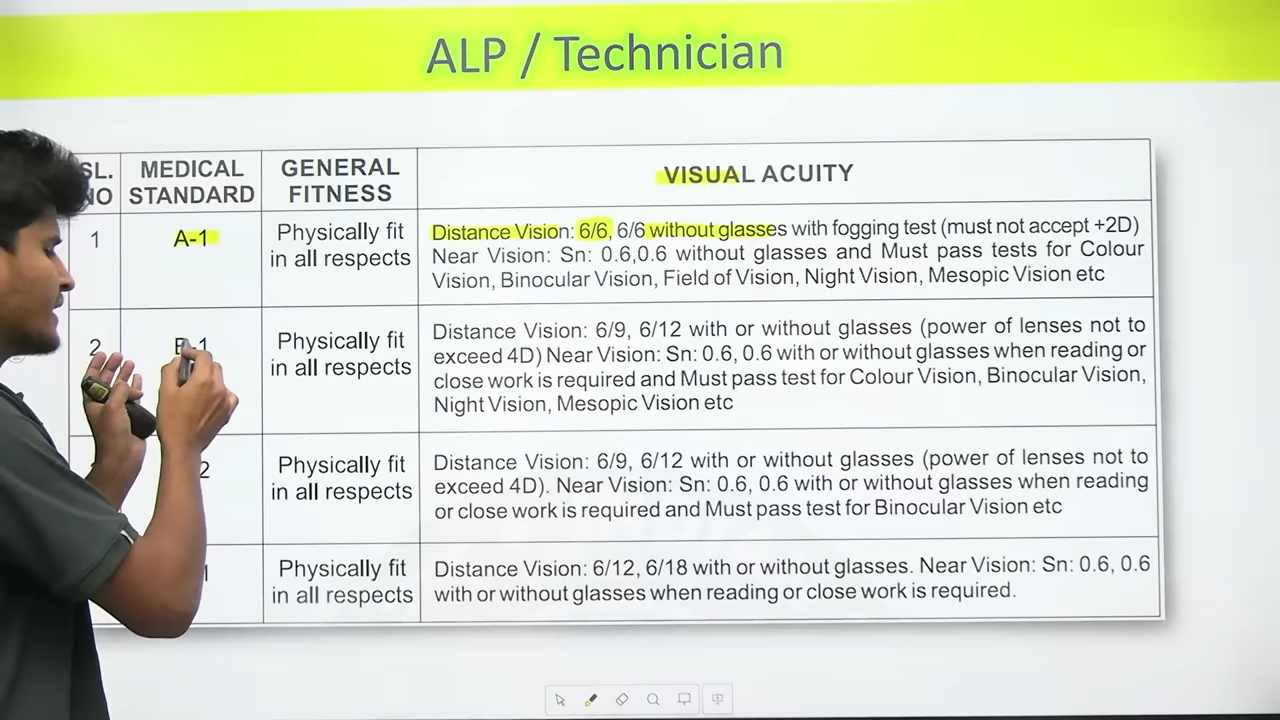 ALP / Technician
SL. NO
MEDICAL STANDARD
GENERAL FITNESS
VISUAL ACUITY
1
A-1
Physically fit
in all respects
Distance Vision: 6/6, 6/6 without glasses with fogging test (must not accept +2D)
Near Vision: Sn: 0.6,0.6 without glasses and Must pass tests for Colour
Vision, Binocular Vision, Field of Vision, Night Vision, Mesopic Vision etc
2
B-1
Physically fit
in all respects
Distance Vision: 6/9, 6/12 with or without glasses (power of lenses not to
exceed 4D) Near Vision: Sn: 0.6, 0.6 with or without glasses when reading or
close work is required and Must pass test for Colour Vision, Binocular Vision,
Night Vision, Mesopic Vision etc
2
Physically fit
in all respects
Distance Vision: 6/9, 6/12 with or without glasses (power of lenses not to
exceed 4D). Near Vision: Sn: 0.6, 0.6 with or without glasses when reading
or close work is required and Must pass test for Binocular Vision etc
1
Physically fit
in all respects
Distance Vision: 6/12, 6/18 with or without glasses. Near Vision: Sn: 0.6, 0.6
with or without glasses when reading or close work is required.